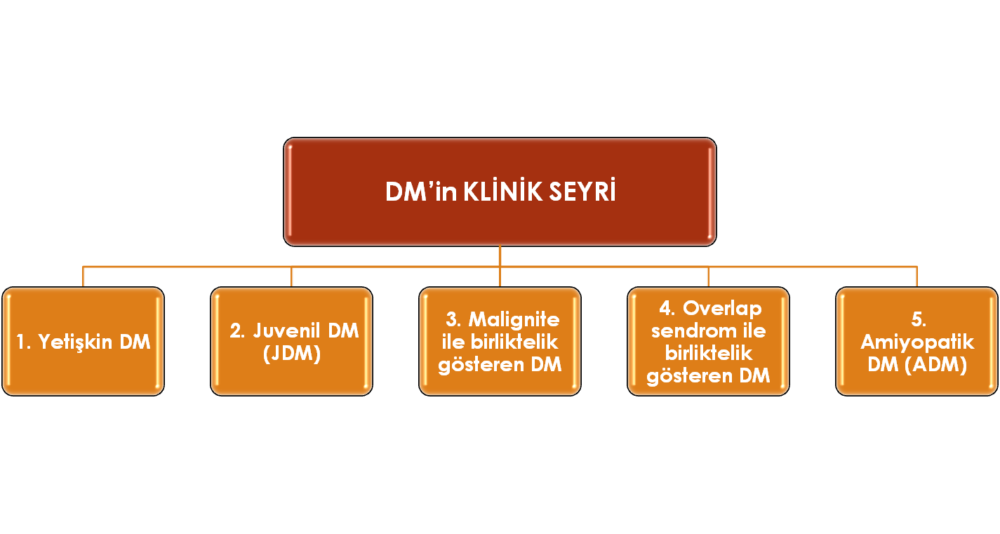 DM’in KLİNİK SEYRİ
1. Yetişkin DM
2. Juvenil DM
(JDM)
3. Malignite
ile birliktelik
gösteren DM
4. Overlap
sendrom ile
birliktelik
gösteren DM
5.
Amiyopatik
DM (ADM)